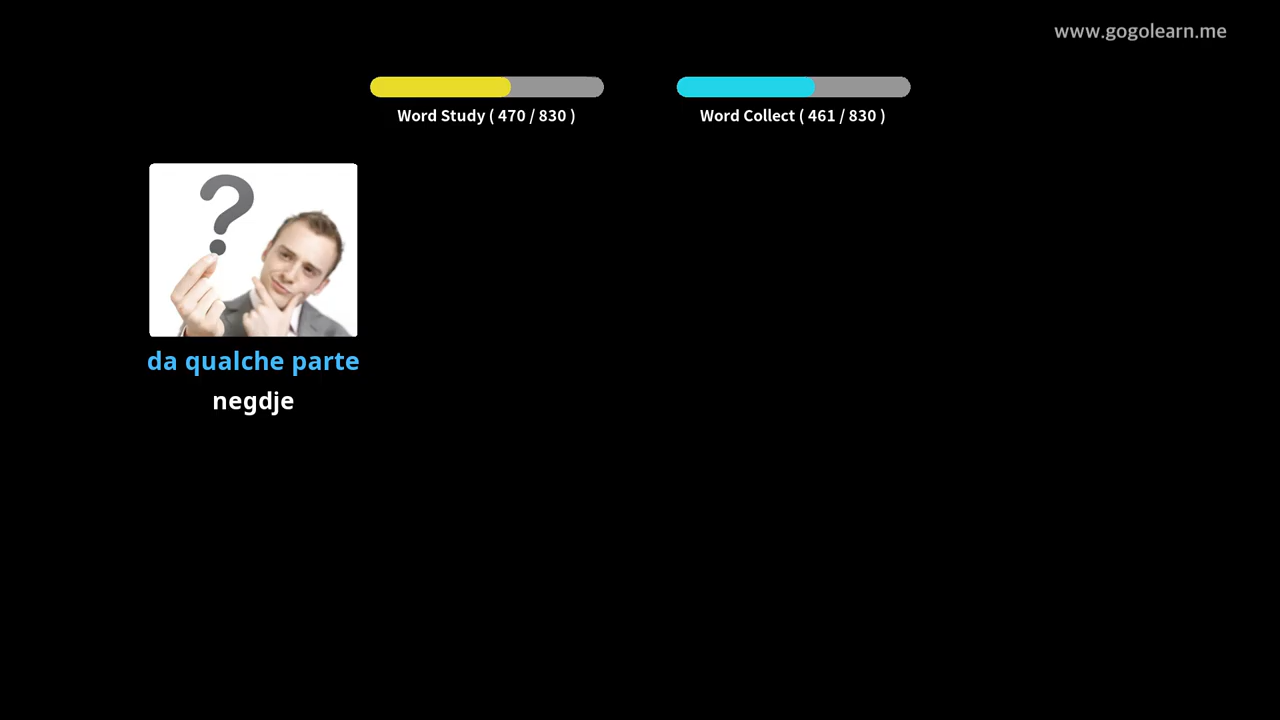 www.gogolearn.me
Word Study ( 470 / 830 )
Word Collect ( 461 / 830 )
da qualche parte
negdje